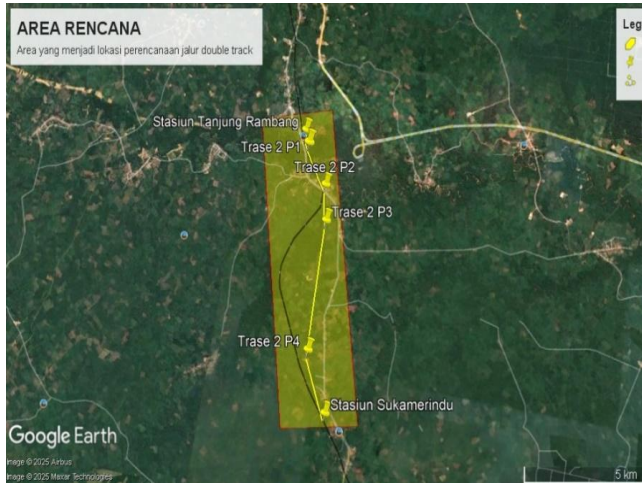 AREA RENCANA
Area yang menjadi lokasi perencanaan jalur double track
Leg
Stasiun Tanjung Rambang
Trase 2 P1
Trase 2 P2
Trase 2 P3
Trase 2 P4
Stasiun Sukamerindu
Google Earth
Image © 2025 Airbus
Image © 2025 Maxar Technologies
5 km